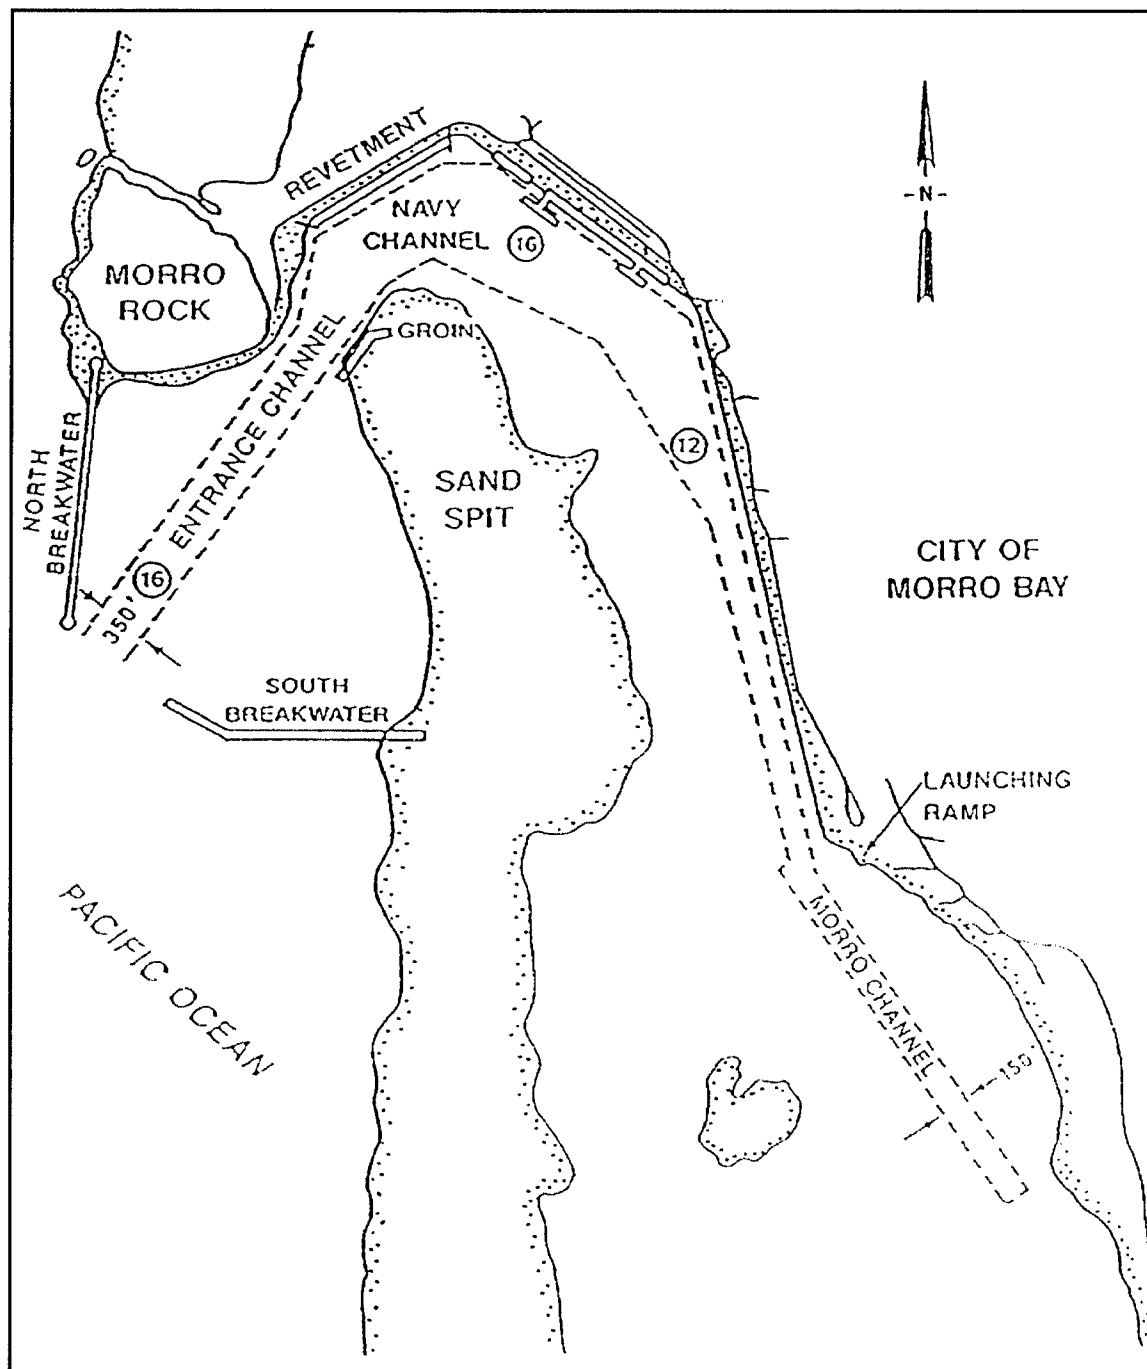 REVETMENT
-N-
NAVY
CHANNEL
16
MORRO
ROCK
GROIN
ENTRANCE CHANNEL
16
350'
NORTH
BREAKWATER
12
SAND
SPIT
CITY OF
MORRO BAY
SOUTH
BREAKWATER
LAUNCHING
RAMP
PACIFIC OCEAN
MORRO CHANNEL
150'